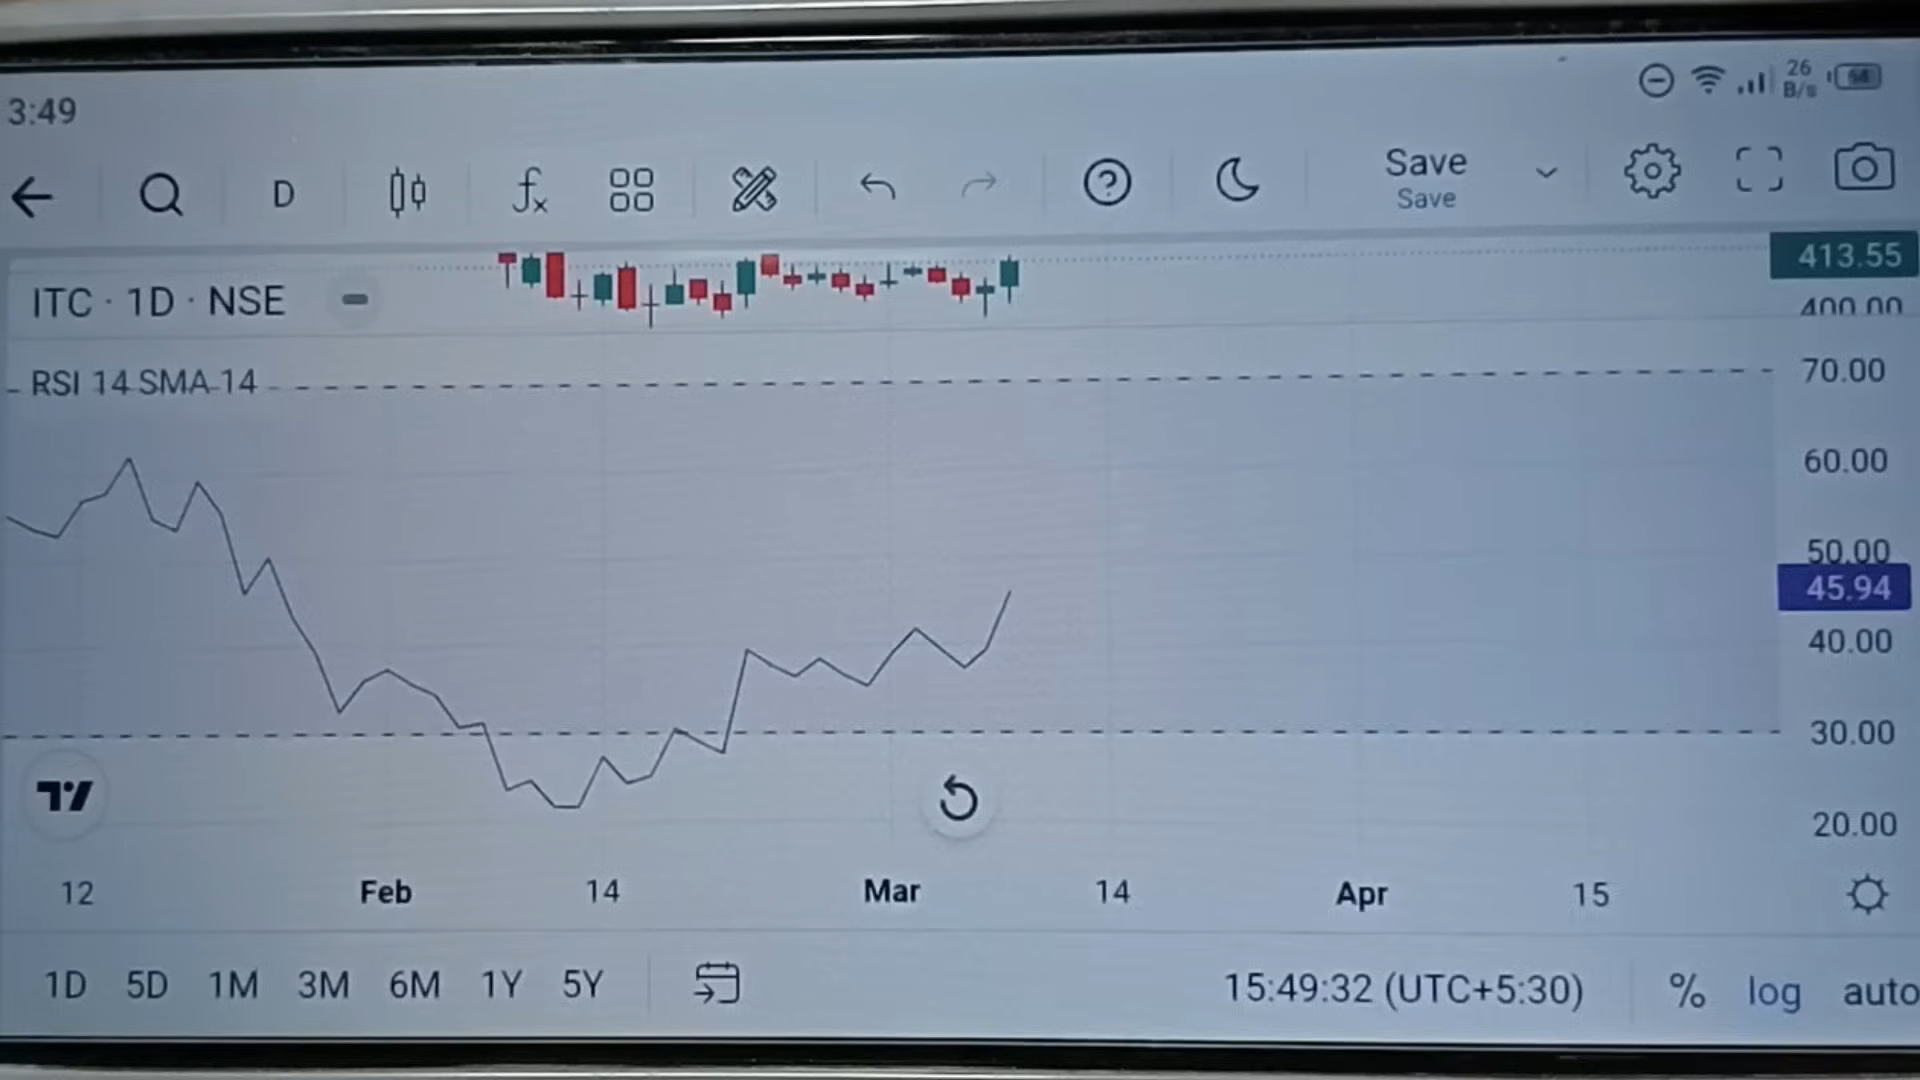 3:49
26
B/s
D
fx
Save
Save
413.55
ITC · 1D · NSE
400.00
RSI 14 SMA 14
70.00
60.00
50.00
45.94
40.00
30.00
20.00
12 Feb 14 Mar 14 Apr 15
1D 5D 1M 3M 6M 1Y 5Y
15:49:32 (UTC+5:30) % log auto